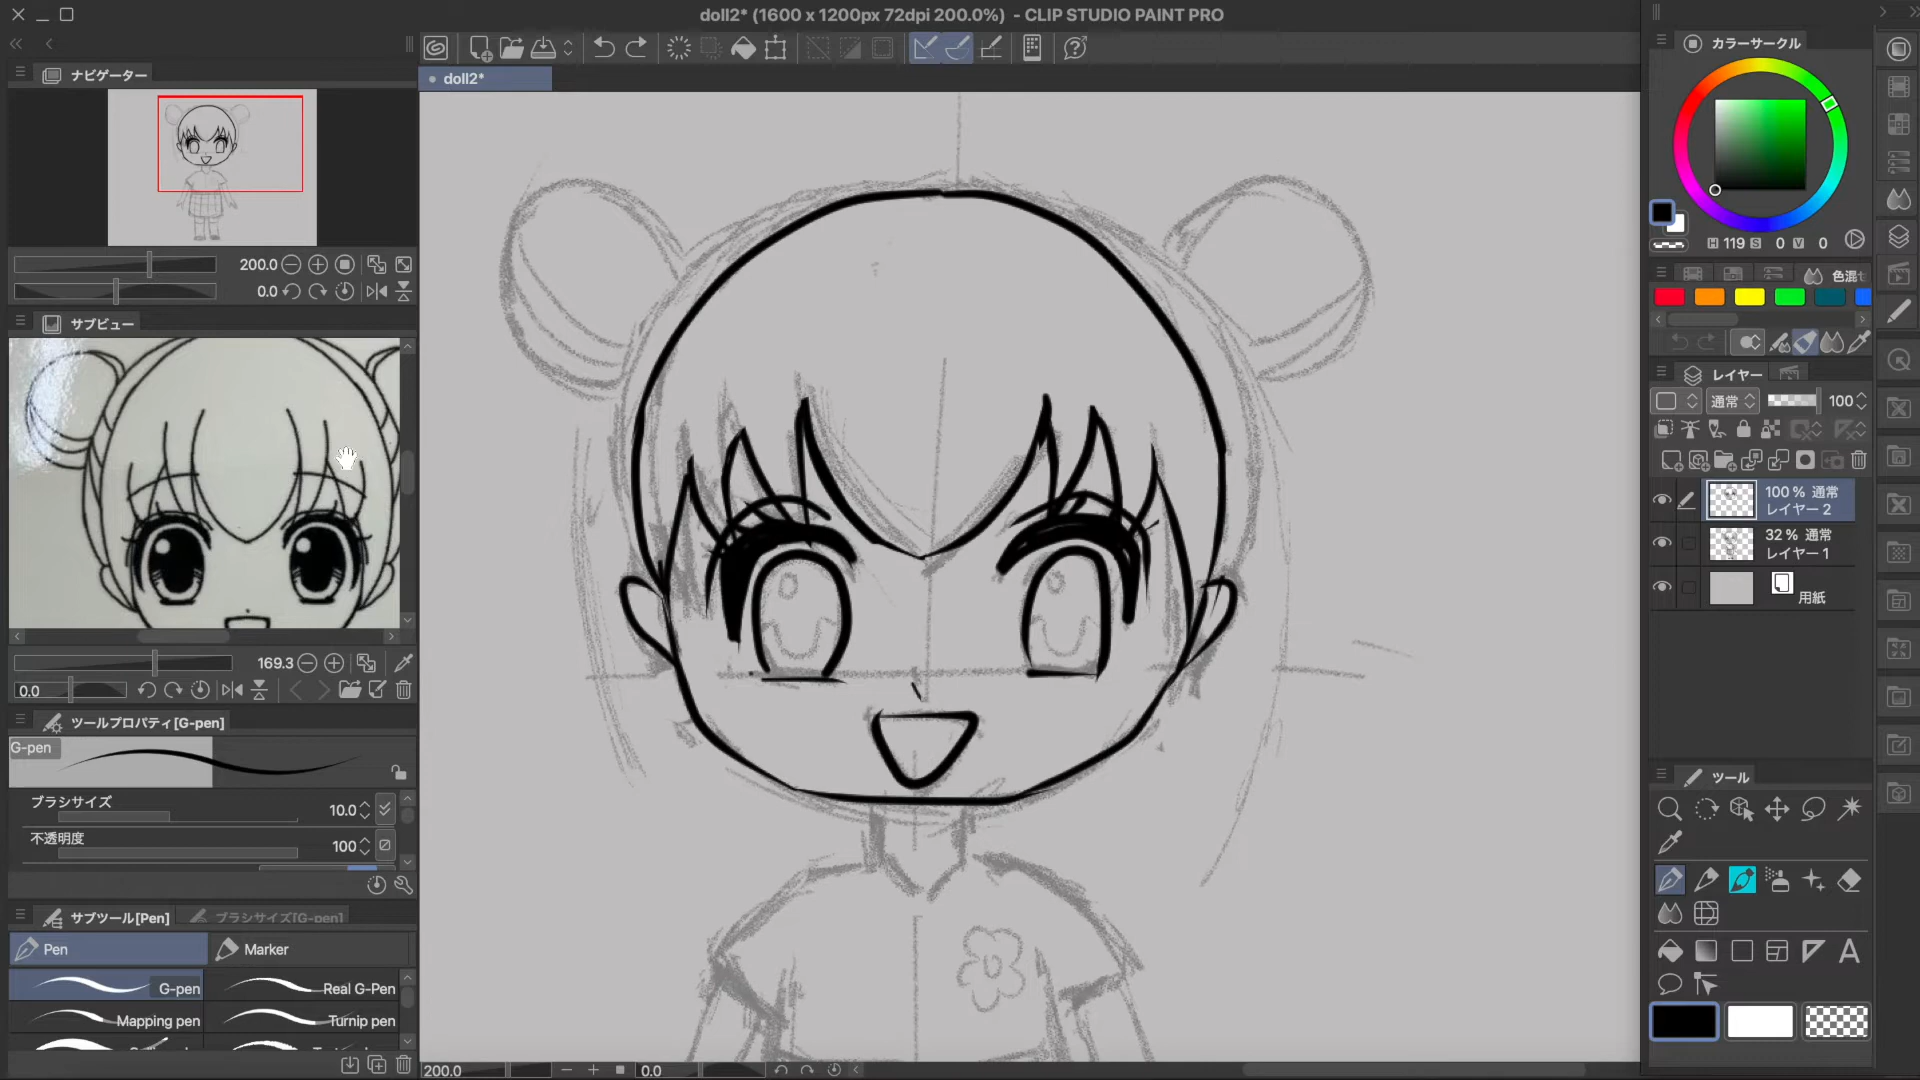 doll2* (1600 x 1200px 72dpi 200.0%) - CLIP STUDIO PAINT PRO
ナビゲーター
doll2*
200.0
0.0
サブビュー
169.3
0.0
ツールプロパティ[G-pen]
G-pen
ブラシサイズ
10.0
不透明度
100
サブツール[Pen]
ブラシサイズ[G-pen]
Pen
Marker
G-pen
Real G-Pen
Mapping pen
Turnip pen
200.0
0.0
カラーサークル
H 119 S 0 V 0
色混ぜ
レイヤー
通常
100
100 % 通常
レイヤー 2
32 % 通常
レイヤー 1
用紙
ツール